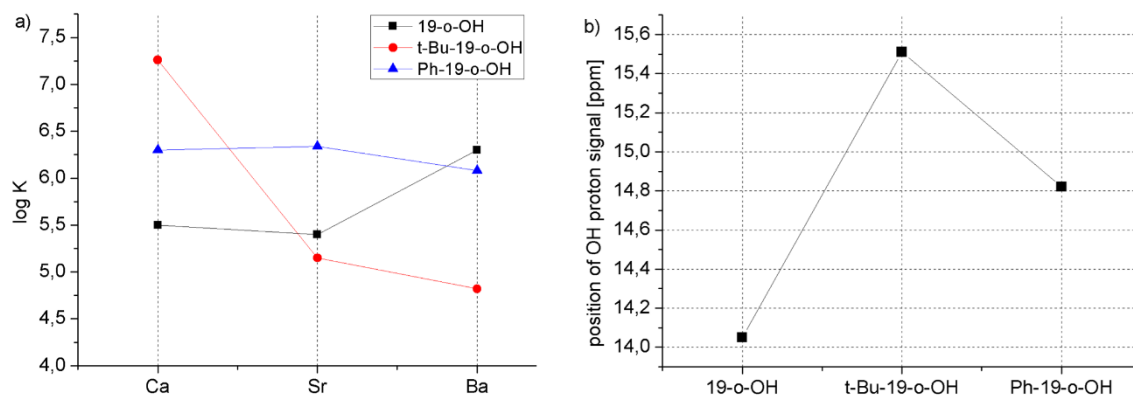 a)
19-o-OH
t-Bu-19-o-OH
Ph-19-o-OH
log K
7,5
7,0
6,5
6,0
5,5
5,0
4,5
4,0
Ca
Sr
Ba
b)
position of OH proton signal [ppm]
15,6
15,4
15,2
15,0
14,8
14,6
14,4
14,2
14,0
19-o-OH
t-Bu-19-o-OH
Ph-19-o-OH